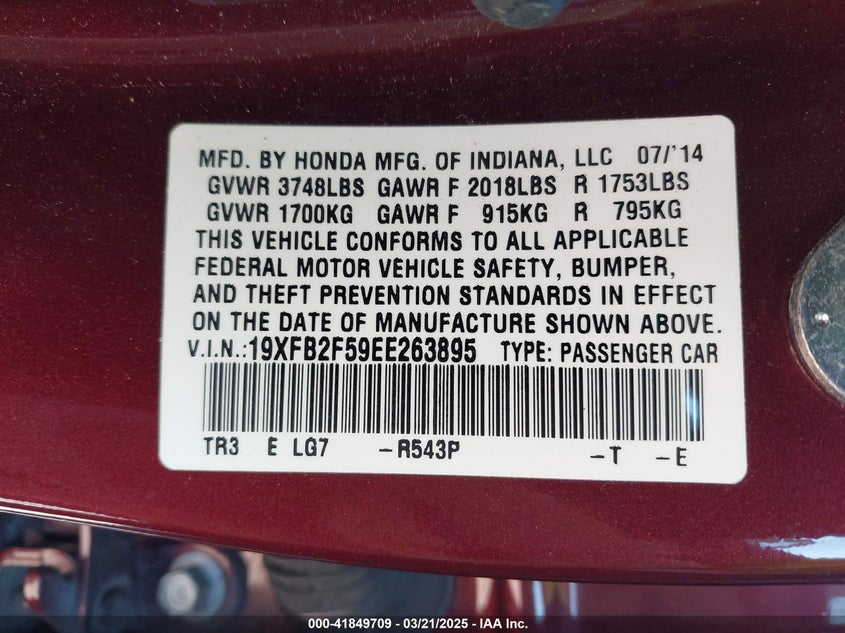 MFD. BY HONDA MFG. OF INDIANA, LLC 07/'14
GVWR 3748LBS GAWR F 2018LBS R 1753LBS
GVWR 1700KG GAWR F 915KG R 795KG
THIS VEHICLE CONFORMS TO ALL APPLICABLE
FEDERAL MOTOR VEHICLE SAFETY, BUMPER,
AND THEFT PREVENTION STANDARDS IN EFFECT
ON THE DATE OF MANUFACTURE SHOWN ABOVE.
V.I.N.:19XFB2F59EE263895 TYPE: PASSENGER CAR
TR3 E LG7 -R543P -T -E
000-41849709 - 03/21/2025 - IAA Inc.